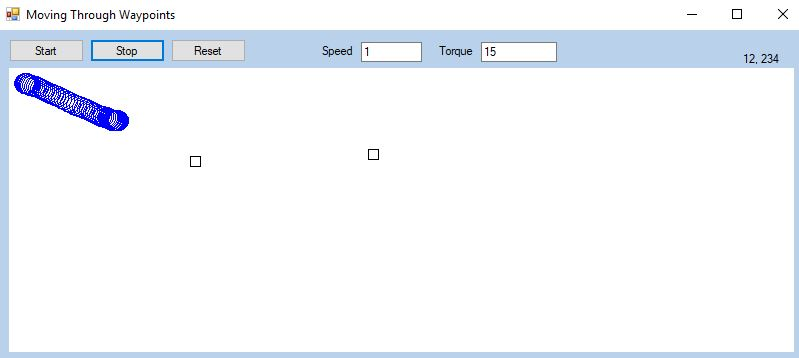 Moving Through Waypoints
Start Stop Reset Speed 1 Torque 15
12, 234